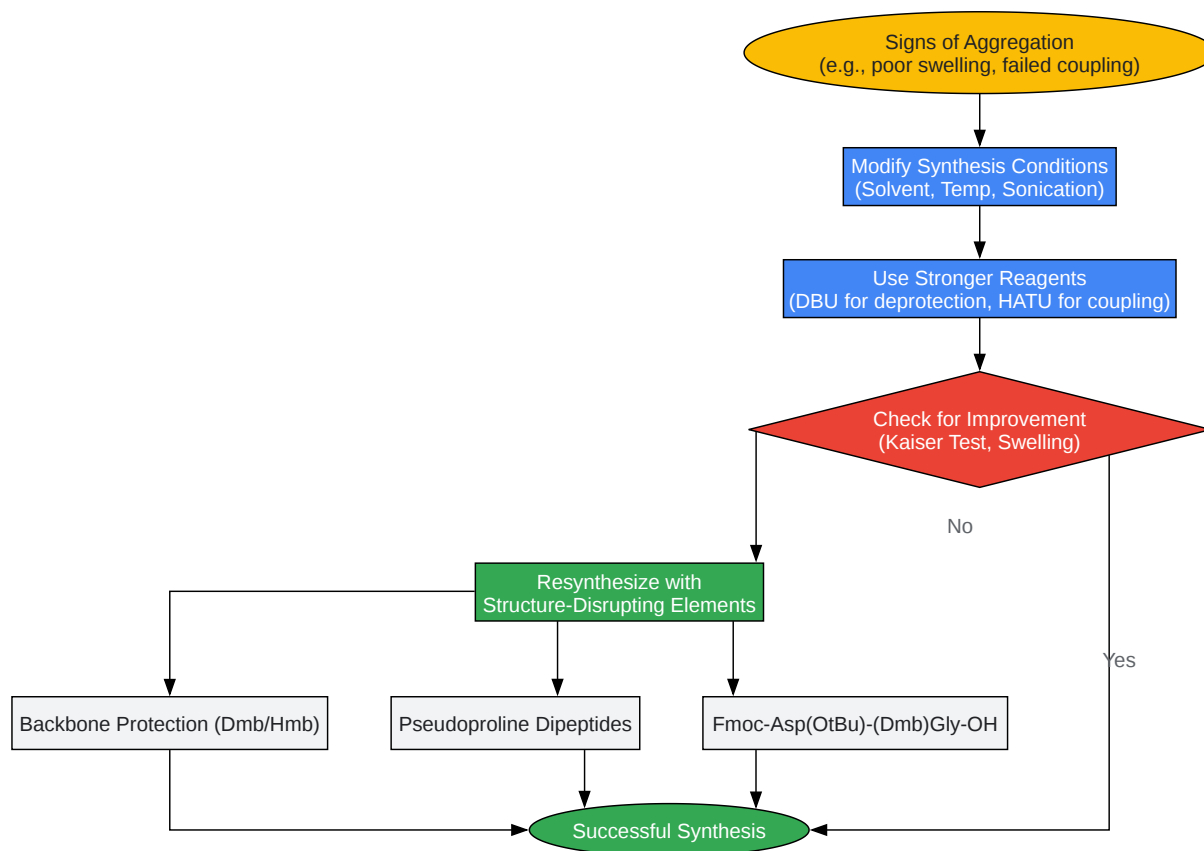 Signs of Aggregation
(e.g., poor swelling, failed coupling)
Modify Synthesis Conditions
(Solvent, Temp, Sonication)
Use Stronger Reagents
(DBU for deprotection, HATU for coupling)
Check for Improvement
(Kaiser Test, Swelling)
No
Resynthesize with
Structure-Disrupting Elements
Yes
Backbone Protection (Dmb/Hmb)
Pseudoproline Dipeptides
Fmoc-Asp(OtBu)-(Dmb)Gly-OH
Successful Synthesis